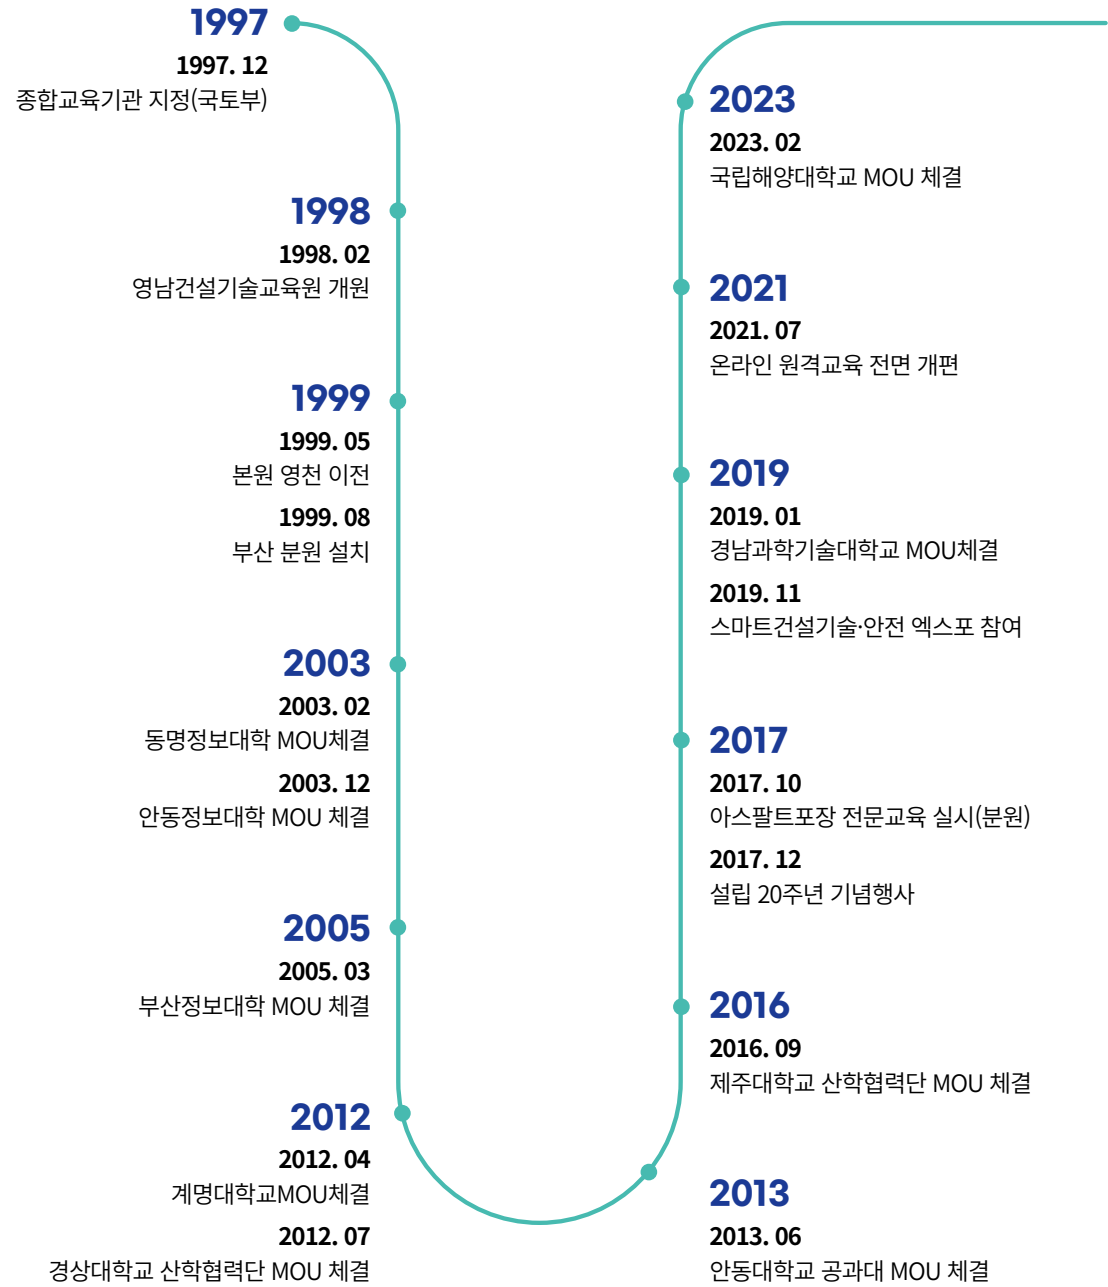 1997
1997. 12
종합교육기관 지정(국토부)
1998
1998. 02
영남건설기술교육원 개원
1999
1999. 05
본원 영천 이전
1999. 08
부산 분원 설치
2003
2003. 02
동명정보대학 MOU체결
2003. 12
안동정보대학 MOU 체결
2005
2005. 03
부산정보대학 MOU 체결
2012
2012. 04
계명대학교MOU체결
2012. 07
경상대학교 산학협력단 MOU 체결
2023
2023. 02
국립해양대학교 MOU 체결
2021
2021. 07
온라인 원격교육 전면 개편
2019
2019. 01
경남과학기술대학교 MOU체결
2019. 11
스마트건설기술·안전 엑스포 참여
2017
2017. 10
아스팔트포장 전문교육 실시(분원)
2017. 12
설립 20주년 기념행사
2016
2016. 09
제주대학교 산학협력단 MOU 체결
2013
2013. 06
안동대학교 공과대 MOU 체결